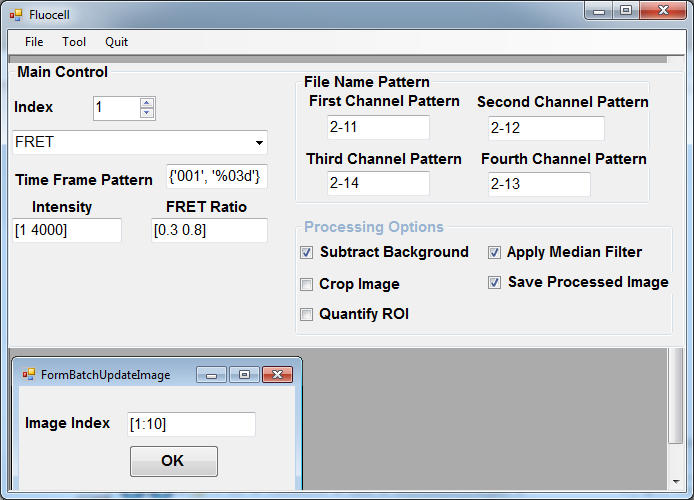 Fluocell
File Tool Quit
Main Control
Index 1
FRET
Time Frame Pattern {'001', '%03d'}
Intensity FRET Ratio
[1 4000] [0.3 0.8]
File Name Pattern
First Channel Pattern Second Channel Pattern
2-11 2-12
Third Channel Pattern Fourth Channel Pattern
2-14 2-13
Processing Options
Subtract Background Apply Median Filter
Crop Image Save Processed Image
Quantify ROI
FormBatchUpdateImage
Image Index [1:10]
OK